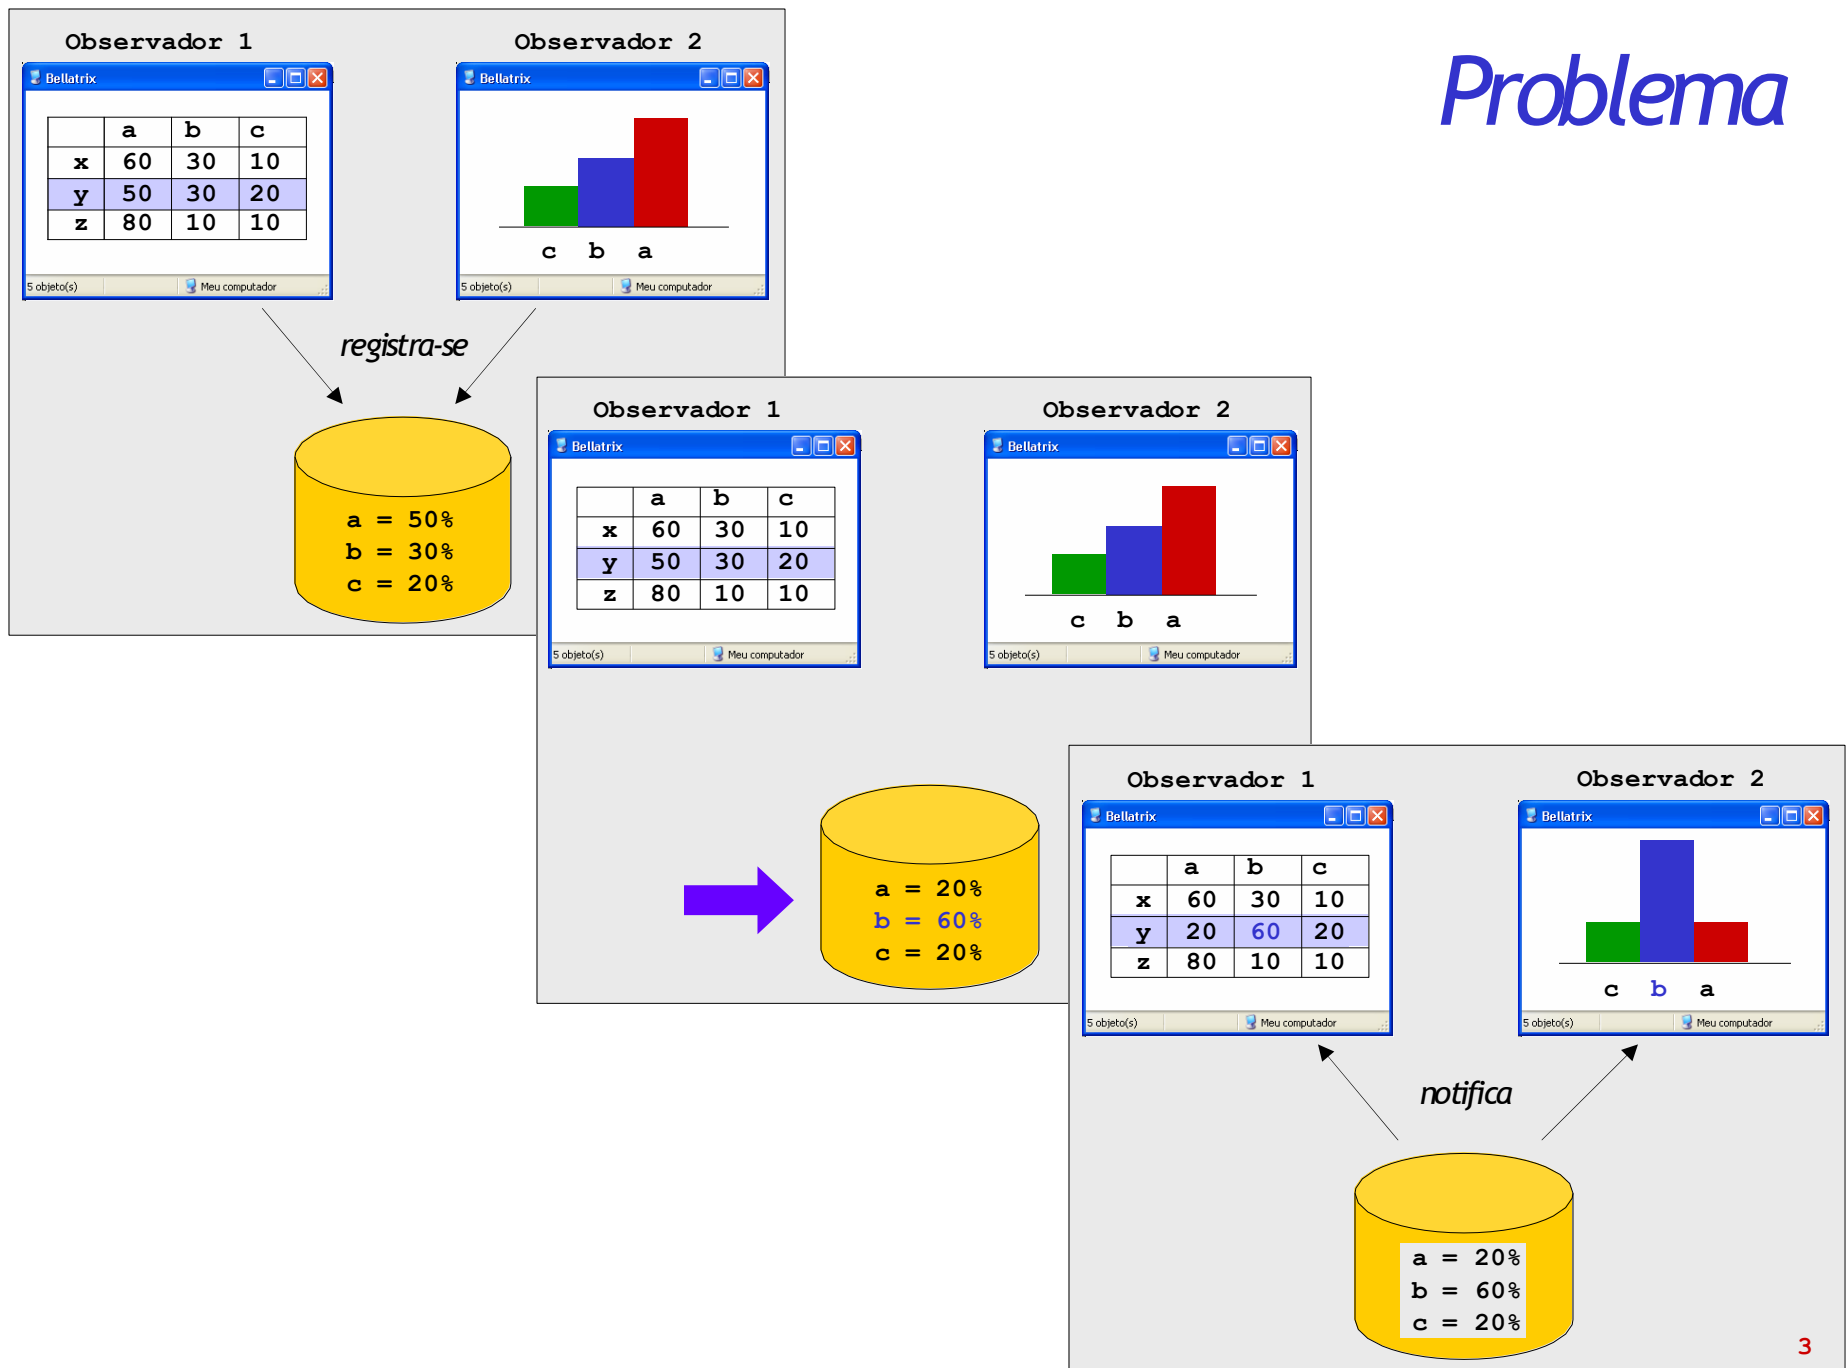 Problema
Observador 1
Observador 2
Bellatrix
a b c
x 60 30 10
y 50 30 20
z 80 10 10
5 objeto(s) Meu computador
Bellatrix
c b a
5 objeto(s) Meu computador
registra-se
a = 50%
b = 30%
c = 20%
Observador 1
Observador 2
Bellatrix
a b c
x 60 30 10
y 50 30 20
z 80 10 10
5 objeto(s) Meu computador
Bellatrix
c b a
5 objeto(s) Meu computador
a = 20%
b = 60%
c = 20%
Observador 1
Observador 2
Bellatrix
a b c
x 60 30 10
y 20 60 20
z 80 10 10
5 objeto(s) Meu computador
Bellatrix
c b a
5 objeto(s) Meu computador
notifica
a = 20%
b = 60%
c = 20%
3